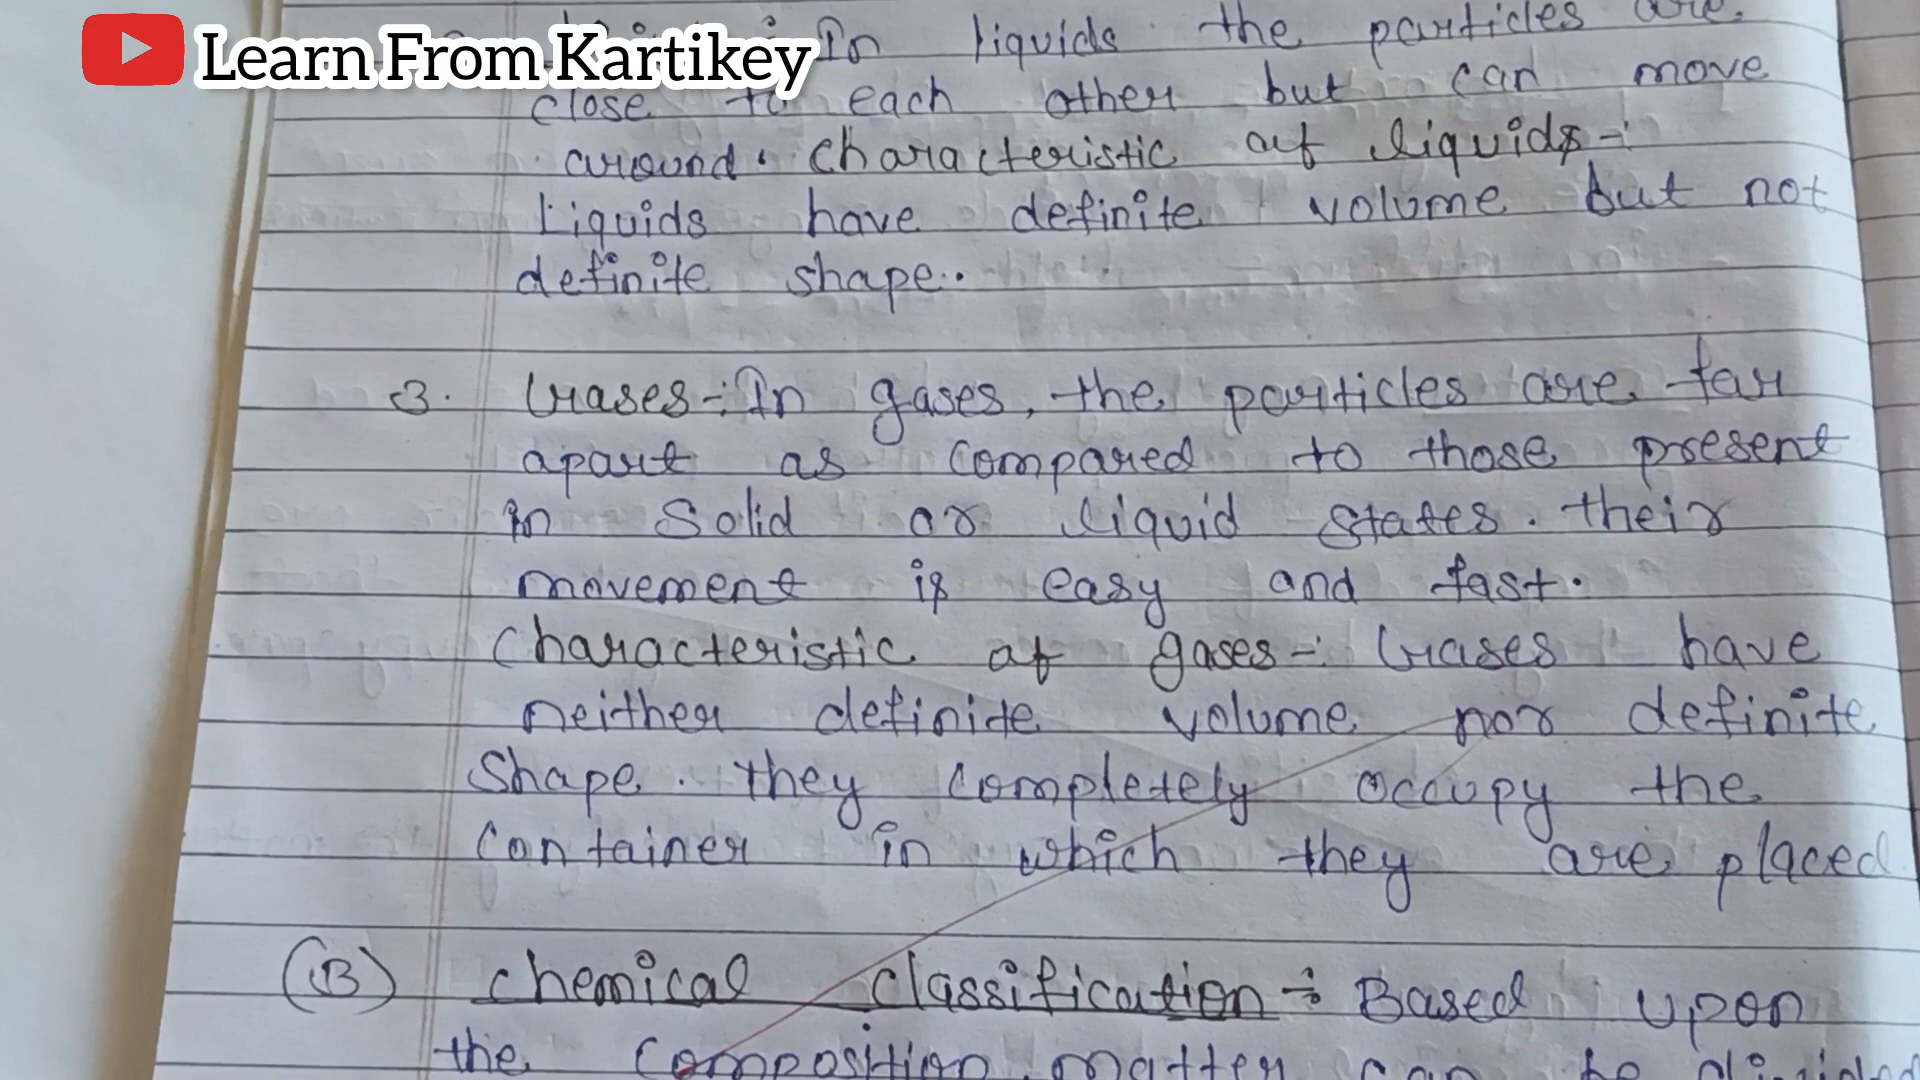 Learn From Kartikey
In liquids the particles are
close to each other but can move
around. Characteristic of liquids-:
Liquids have definite volume but not
definite shape..
3. Gases-: In gases, the particles are far
apart as compared to those present
in Solid or liquid states. their
movement is easy and fast.
Characteristic of gases-: Gases have
neither definite volume nor definite
Shape. they completely occupy the
Container in which they are placed
(B) Chemical Classification ÷ Based upon
the Composition matter can be divided